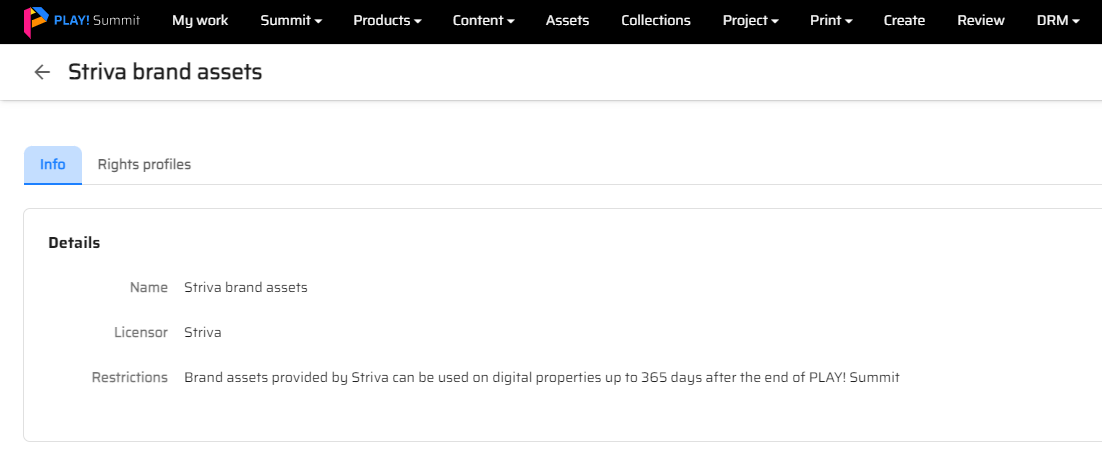 PLAY! Summit My work Summit Products Content Assets Collections Project Print Create Review DRM
Striva brand assets
Info Rights profiles
Details
Name Striva brand assets
Licensor Striva
Restrictions Brand assets provided by Striva can be used on digital properties up to 365 days after the end of PLAY! Summit